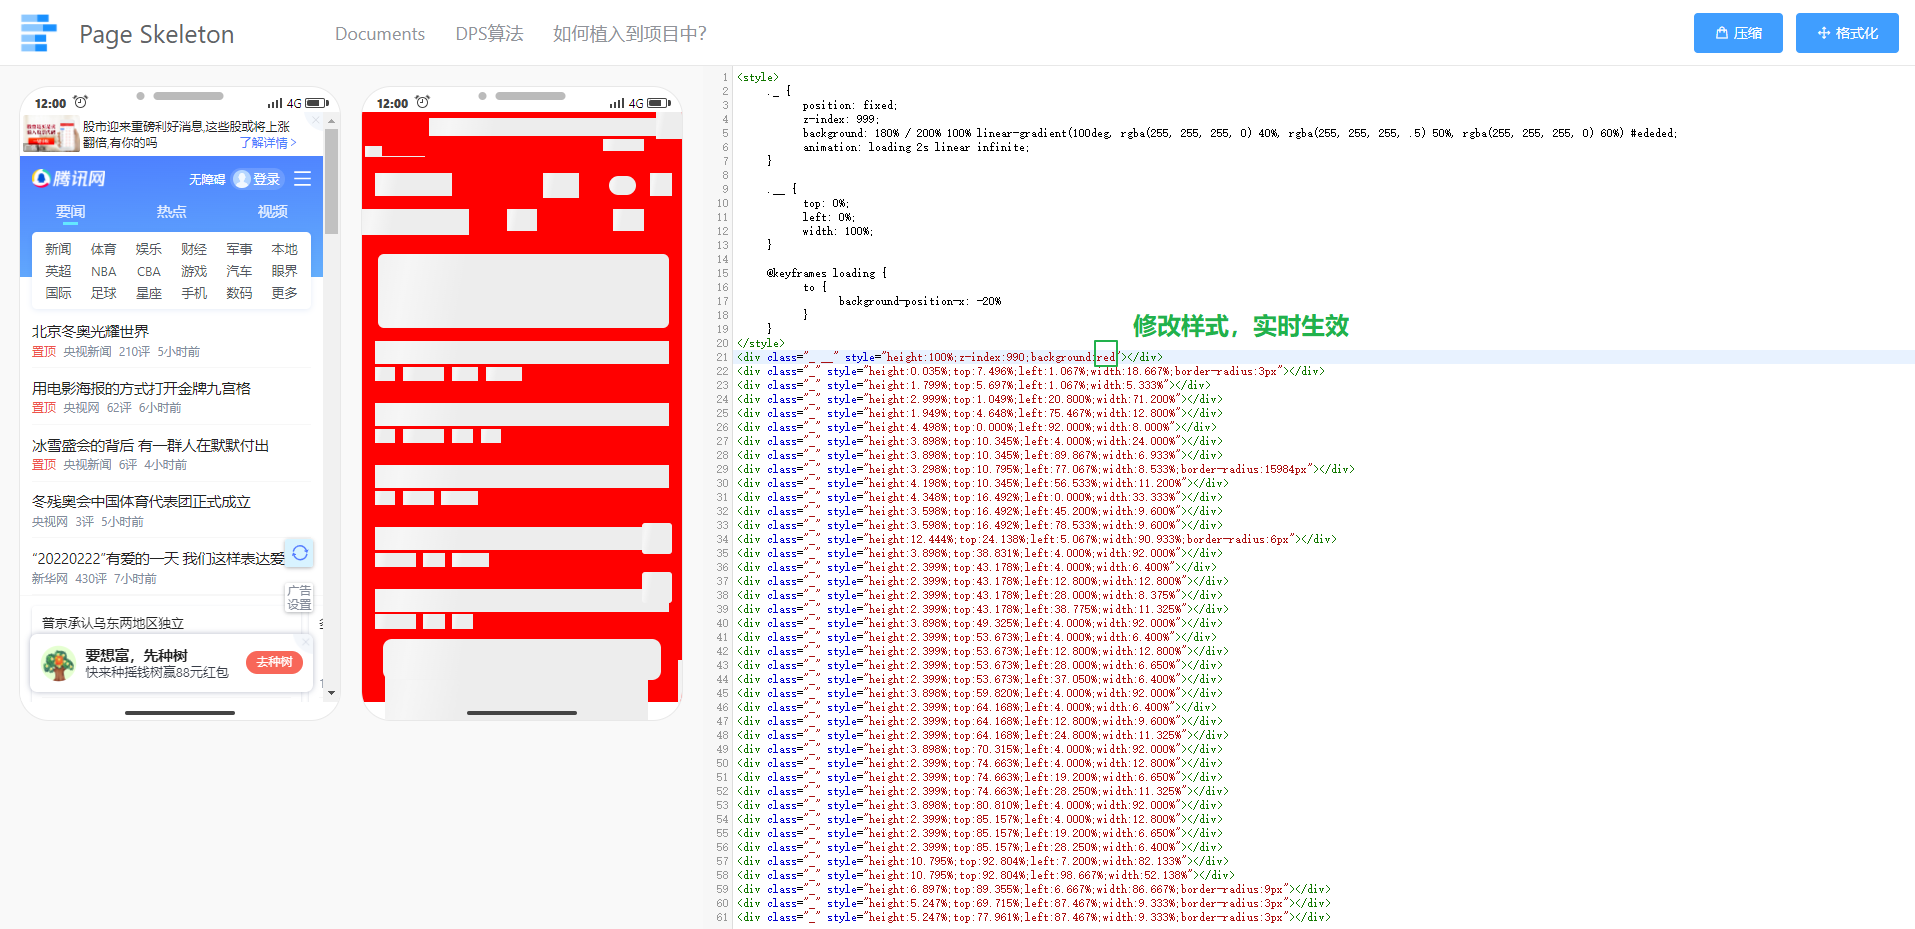 Page Skeleton
Documents
DPS算法
如何植入到项目中?
压缩
格式化
12:00
4G
股市迎来重磅利好消息,这些股或将上涨
翻倍,有你的吗
了解详情>
腾讯网
无障碍
登录
要闻
热点
视频
新闻 体育 娱乐 财经 军事 本地
英超 NBA CBA 游戏 汽车 眼界
国际 足球 星座 手机 数码 更多
北京冬奥光耀世界
置顶 央视新闻 210评 5小时前
用电影海报的方式打开金牌九宫格
置顶 央视网 62评 6小时前
冰雪盛会的背后 有一群人在默默付出
置顶 央视新闻 6评 4小时前
冬残奥会中国体育代表团正式成立
央视网 3评 5小时前
“20220222”有爱的一天 我们这样表达爱
新华网 430评 7小时前
广告
设置
普京承认乌东两地区独立
要想富，先种树
快来种摇钱树赢88元红包
去种树
12:00
4G
1 <style>
2 ._ {
3 position: fixed;
4 z-index: 999;
5 background: 180% / 200% 100% linear-gradient(100deg, rgba(255, 255, 255, 0) 40%, rgba(255, 255, 255, .5) 50%, rgba(255, 255, 255, 0) 60%) #ededed;
6 animation: loading 2s linear infinite;
7 }
8
9 .__ {
10 top: 0%;
11 left: 0%;
12 width: 100%;
13 }
14
15 @keyframes loading {
16 to {
17 background-position-x: -20%
18 }
19 }
20 </style>
修改样式，实时生效
21 <div class="_ __" style="height:100%;z-index:990;background:red"></div>
22 <div class="_" style="height:0.035%;top:7.496%;left:1.067%;width:18.667%;border-radius:3px"></div>
23 <div class="_" style="height:1.799%;top:5.697%;left:1.067%;width:5.333%"></div>
24 <div class="_" style="height:2.999%;top:1.049%;left:20.800%;width:71.200%"></div>
25 <div class="_" style="height:1.949%;top:4.648%;left:75.467%;width:12.800%"></div>
26 <div class="_" style="height:4.498%;top:0.000%;left:92.000%;width:8.000%"></div>
27 <div class="_" style="height:3.898%;top:10.345%;left:4.000%;width:24.000%"></div>
28 <div class="_" style="height:3.898%;top:10.345%;left:89.867%;width:6.933%"></div>
29 <div class="_" style="height:3.298%;top:10.795%;left:77.067%;width:8.533%;border-radius:15984px"></div>
30 <div class="_" style="height:4.198%;top:10.345%;left:56.533%;width:11.200%"></div>
31 <div class="_" style="height:4.348%;top:16.492%;left:0.000%;width:33.333%"></div>
32 <div class="_" style="height:3.598%;top:16.492%;left:45.200%;width:9.600%"></div>
33 <div class="_" style="height:3.598%;top:16.492%;left:78.533%;width:9.600%"></div>
34 <div class="_" style="height:12.444%;top:24.138%;left:5.067%;width:90.933%;border-radius:6px"></div>
35 <div class="_" style="height:3.898%;top:38.831%;left:4.000%;width:92.000%"></div>
36 <div class="_" style="height:2.399%;top:43.178%;left:4.000%;width:6.400%"></div>
37 <div class="_" style="height:2.399%;top:43.178%;left:12.800%;width:12.800%"></div>
38 <div class="_" style="height:2.399%;top:43.178%;left:28.000%;width:8.375%"></div>
39 <div class="_" style="height:2.399%;top:43.178%;left:38.775%;width:11.325%"></div>
40 <div class="_" style="height:3.898%;top:49.325%;left:4.000%;width:92.000%"></div>
41 <div class="_" style="height:2.399%;top:53.673%;left:4.000%;width:6.400%"></div>
42 <div class="_" style="height:2.399%;top:53.673%;left:12.800%;width:12.800%"></div>
43 <div class="_" style="height:2.399%;top:53.673%;left:28.000%;width:6.650%"></div>
44 <div class="_" style="height:2.399%;top:53.673%;left:37.050%;width:6.400%"></div>
45 <div class="_" style="height:3.898%;top:59.820%;left:4.000%;width:92.000%"></div>
46 <div class="_" style="height:2.399%;top:64.168%;left:4.000%;width:6.400%"></div>
47 <div class="_" style="height:2.399%;top:64.168%;left:12.800%;width:9.600%"></div>
48 <div class="_" style="height:2.399%;top:64.168%;left:24.800%;width:11.325%"></div>
49 <div class="_" style="height:3.898%;top:70.315%;left:4.000%;width:92.000%"></div>
50 <div class="_" style="height:2.399%;top:74.663%;left:4.000%;width:12.800%"></div>
51 <div class="_" style="height:2.399%;top:74.663%;left:19.200%;width:6.650%"></div>
52 <div class="_" style="height:2.399%;top:74.663%;left:28.250%;width:11.325%"></div>
53 <div class="_" style="height:3.898%;top:80.810%;left:4.000%;width:92.000%"></div>
54 <div class="_" style="height:2.399%;top:85.157%;left:4.000%;width:12.800%"></div>
55 <div class="_" style="height:2.399%;top:85.157%;left:19.200%;width:6.650%"></div>
56 <div class="_" style="height:2.399%;top:85.157%;left:28.250%;width:6.400%"></div>
57 <div class="_" style="height:10.795%;top:92.804%;left:7.200%;width:82.133%"></div>
58 <div class="_" style="height:10.795%;top:92.804%;left:98.667%;width:52.138%"></div>
59 <div class="_" style="height:6.897%;top:89.355%;left:6.667%;width:86.667%;border-radius:9px"></div>
60 <div class="_" style="height:5.247%;top:69.715%;left:87.467%;width:9.333%;border-radius:3px"></div>
61 <div class="_" style="height:5.247%;top:77.961%;left:87.467%;width:9.333%;border-radius:3px"></div>